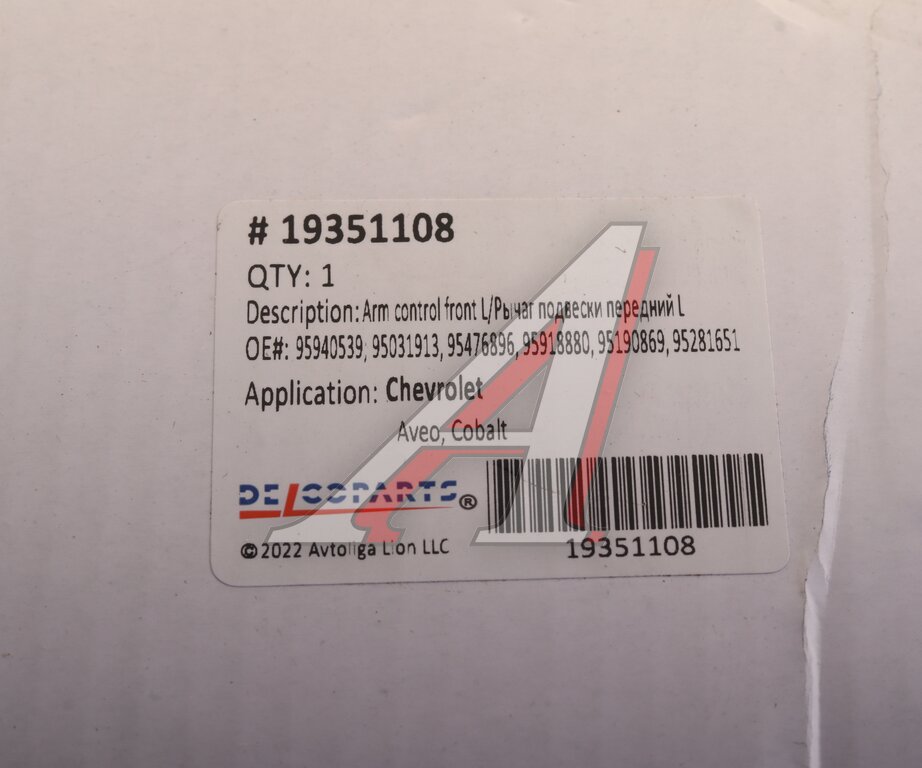 # 19351108
QTY: 1
Description: Arm control front L/Рычаг подвески передний L
OE#: 95940539, 95031913, 95476896, 95918880, 95190869, 95281651
Application: Chevrolet
Aveo, Cobalt
DELCOPARTS ®
© 2022 Avtoliga Lion LLC
19351108